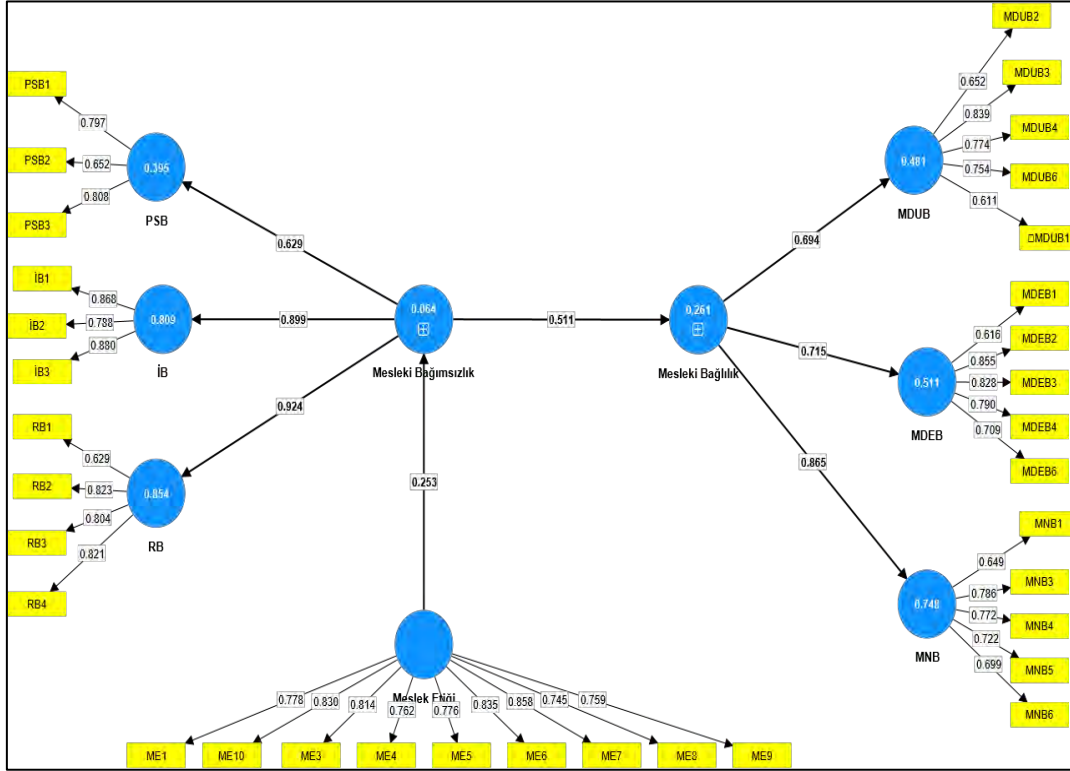 MDUB2
PSB1
0.797
PSB2
0.652
0.395
0.808
PSB3
PSB
0.629
İB1
0.868
İB2
0.788
0.809
0.880
İB3
İB
0.899
RB1
0.629
RB2
0.823
0.854
0.804
RB3
0.821
RB
RB4
0.924
0.064
Mesleki Bağımsızlık
0.511
0.261
Mesleki Bağlılık
0.253
Meslek Etiği
0.778
0.830
0.814
0.762
0.776
0.835
0.858
0.745
0.759
ME1
ME10
ME3
ME4
ME5
ME6
ME7
ME8
ME9
0.694
0.481
MDUB
0.652
0.839
MDUB3
0.774
MDUB4
0.754
MDUB6
0.611
□MDUB1
0.715
0.511
MDEB
0.616
MDEB1
0.855
MDEB2
0.828
MDEB3
0.790
MDEB4
0.709
MDEB6
0.865
0.748
MNB
0.649
MNB1
0.786
MNB3
0.772
MNB4
0.722
MNB5
0.699
MNB6